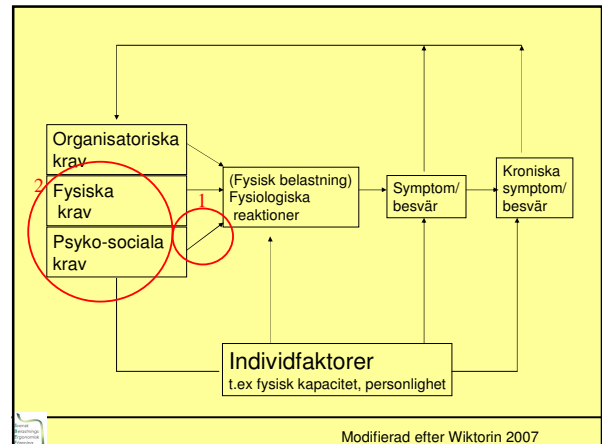 Organisatoriska
krav
2
Fysiska
krav
1
Psyko-sociala
krav
(Fysisk belastning)
Fysiologiska
reaktioner
Symptom/
besvär
Kroniska
symptom/
besvär
Individfaktorer
t.ex fysisk kapacitet, personlighet
Modifierad efter Wiktorin 2007